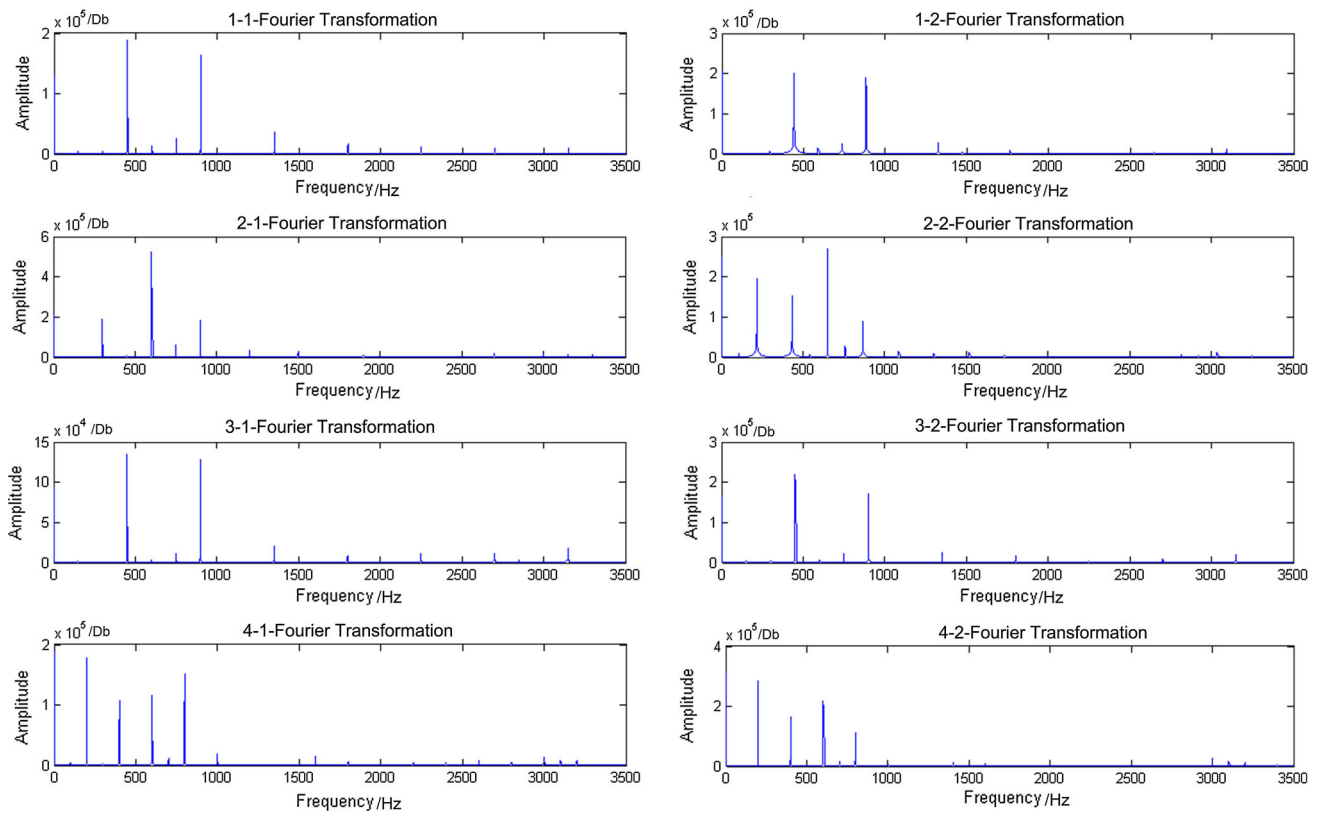 1-1-Fourier Transformation
x 10^5/Db
2
1
0
Amplitude
0 500 1000 1500 2000 2500 3000 3500
Frequency/Hz
1-2-Fourier Transformation
x 10^5/Db
3
2
1
0
Amplitude
0 500 1000 1500 2000 2500 3000 3500
Frequency/Hz
2-1-Fourier Transformation
x 10^5/Db
6
4
2
0
Amplitude
0 500 1000 1500 2000 2500 3000 3500
Frequency/Hz
2-2-Fourier Transformation
x 10^5
3
2
1
0
Amplitude
0 500 1000 1500 2000 2500 3000 3500
Frequency/Hz
3-1-Fourier Transformation
x 10^4/Db
15
10
5
0
Amplitude
0 500 1000 1500 2000 2500 3000 3500
Frequency/Hz
3-2-Fourier Transformation
x 10^5/Db
3
2
1
0
Amplitude
0 500 1000 1500 2000 2500 3000 3500
Frequency/Hz
4-1-Fourier Transformation
x 10^5/Db
2
1
0
Amplitude
0 500 1000 1500 2000 2500 3000 3500
Frequency/Hz
4-2-Fourier Transformation
x 10^5/Db
4
2
0
Amplitude
0 500 1000 1500 2000 2500 3000 3500
Frequency/Hz